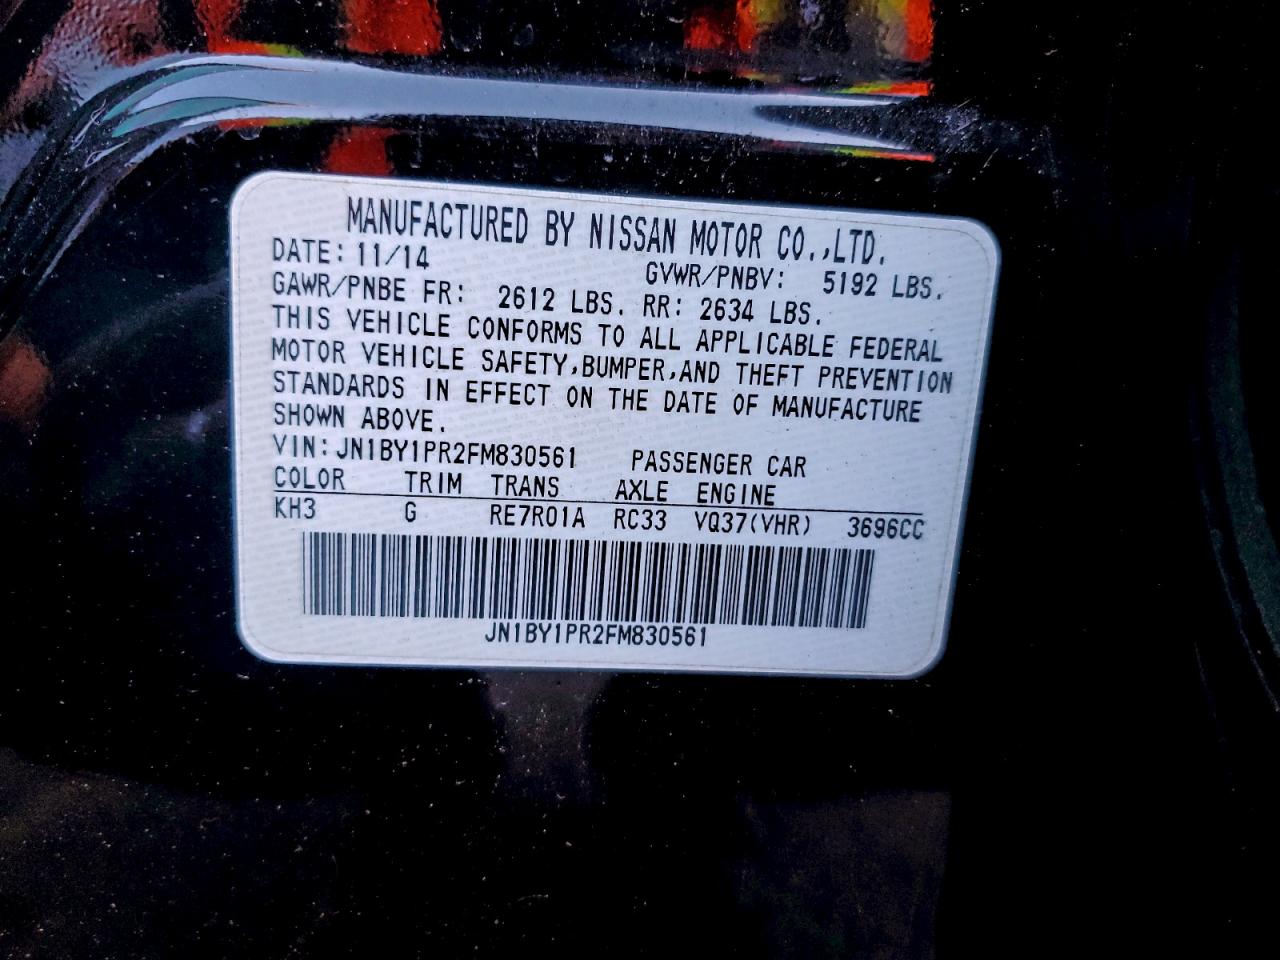 MANUFACTURED BY NISSAN MOTOR CO.,LTD.
DATE: 11/14 GVWR/PNBV: 5192 LBS.
GAWR/PNBE FR: 2612 LBS. RR: 2634 LBS.
THIS VEHICLE CONFORMS TO ALL APPLICABLE FEDERAL
MOTOR VEHICLE SAFETY,BUMPER,AND THEFT PREVENTION
STANDARDS IN EFFECT ON THE DATE OF MANUFACTURE
SHOWN ABOVE.
VIN: JN1BY1PR2FM830561 PASSENGER CAR
COLOR TRIM TRANS AXLE ENGINE
KH3 G RE7R01A RC33 VQ37(VHR) 3696CC
JN1BY1PR2FM830561